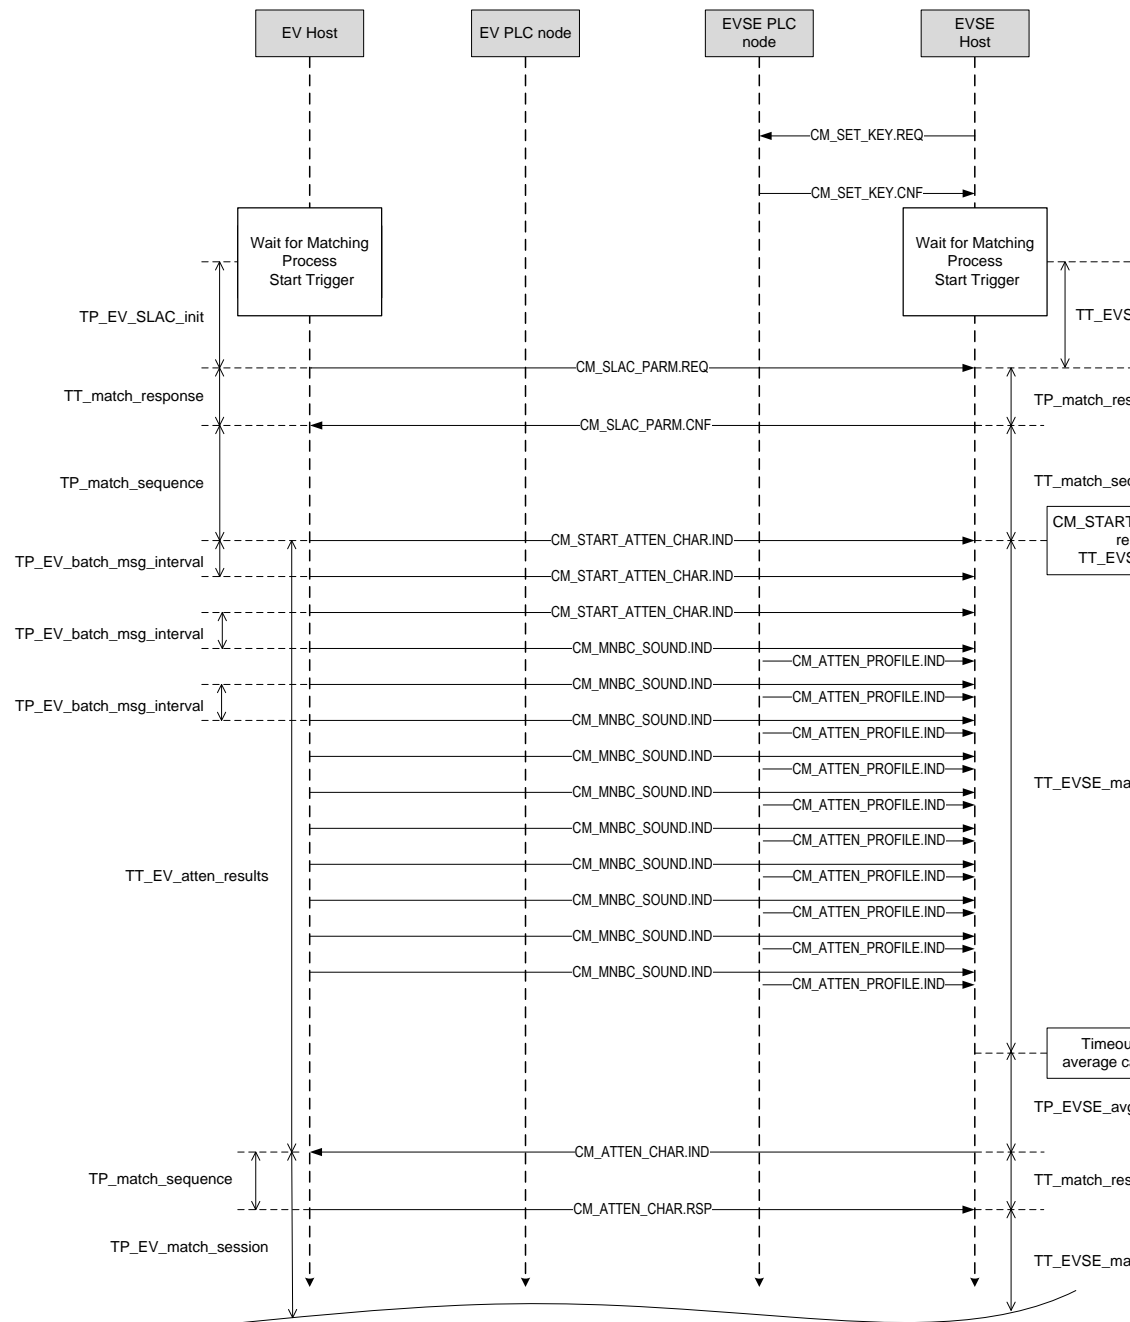 EV Host
EV PLC node
EVSE PLC
node
EVSE
Host
CM_SET_KEY.REQ
CM_SET_KEY.CNF
Wait for Matching
Process
Start Trigger
Wait for Matching
Process
Start Trigger
TP_EV_SLAC_init
TT_EVS
CM_SLAC_PARM.REQ
TT_match_response
TP_match_res
CM_SLAC_PARM.CNF
TP_match_sequence
TT_match_sec
CM_START
re
TT_EVS
CM_START_ATTEN_CHAR.IND
TP_EV_batch_msg_interval
CM_START_ATTEN_CHAR.IND
CM_START_ATTEN_CHAR.IND
TP_EV_batch_msg_interval
CM_MNBC_SOUND.IND
CM_ATTEN_PROFILE.IND
CM_MNBC_SOUND.IND
CM_ATTEN_PROFILE.IND
TP_EV_batch_msg_interval
CM_MNBC_SOUND.IND
CM_ATTEN_PROFILE.IND
CM_MNBC_SOUND.IND
CM_ATTEN_PROFILE.IND
TT_EVSE_ma
CM_MNBC_SOUND.IND
CM_ATTEN_PROFILE.IND
CM_MNBC_SOUND.IND
CM_ATTEN_PROFILE.IND
CM_MNBC_SOUND.IND
CM_ATTEN_PROFILE.IND
TT_EV_atten_results
CM_MNBC_SOUND.IND
CM_ATTEN_PROFILE.IND
CM_MNBC_SOUND.IND
CM_ATTEN_PROFILE.IND
CM_MNBC_SOUND.IND
CM_ATTEN_PROFILE.IND
Timeou
average ca
TP_EVSE_avg
CM_ATTEN_CHAR.IND
TP_match_sequence
TT_match_res
CM_ATTEN_CHAR.RSP
TP_EV_match_session
TT_EVSE_ma